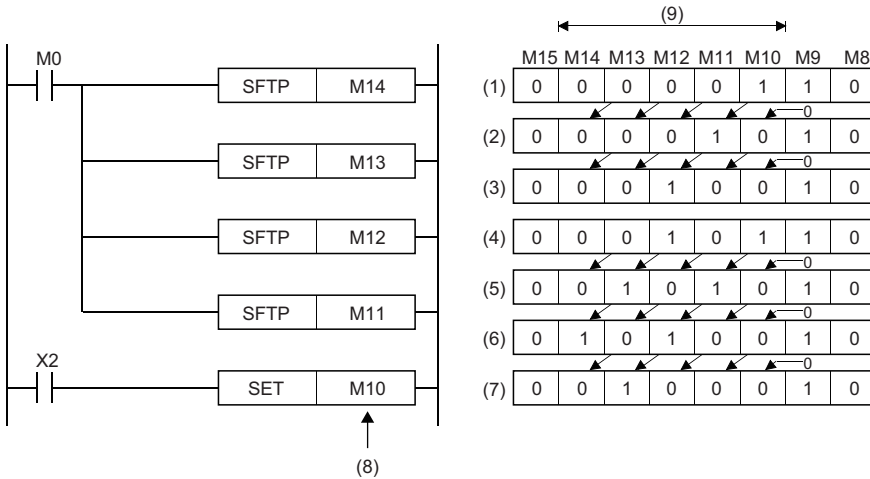 (9)
M0
M15 M14 M13 M12 M11 M10 M9 M8
SFTP M14
(1) 0 0 0 0 0 1 1 0
0
SFTP M13
(2) 0 0 0 0 1 0 1 0
0
(3) 0 0 0 1 0 0 1 0
SFTP M12
(4) 0 0 0 1 0 1 1 0
0
SFTP M11
(5) 0 0 1 0 1 0 1 0
0
(6) 0 1 0 1 0 0 1 0
0
X2
SET M10
(7) 0 0 1 0 0 0 1 0
(8)